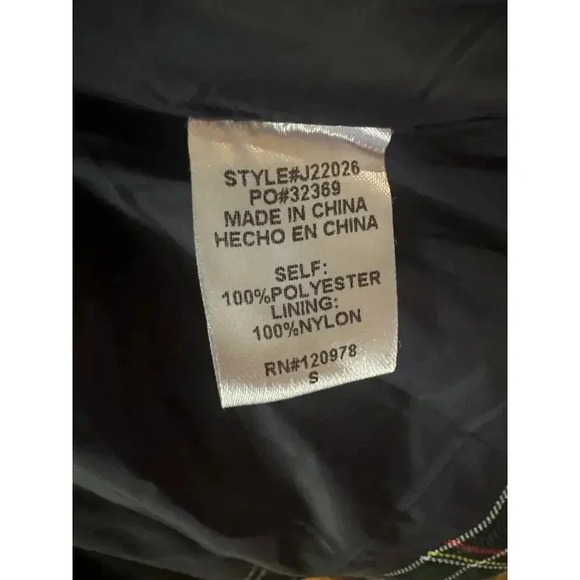 STYLE#J22026
PO#32369
MADE IN CHINA
HECHO EN CHINA
SELF:
100%POLYESTER
LINING:
100%NYLON
RN#120978
S